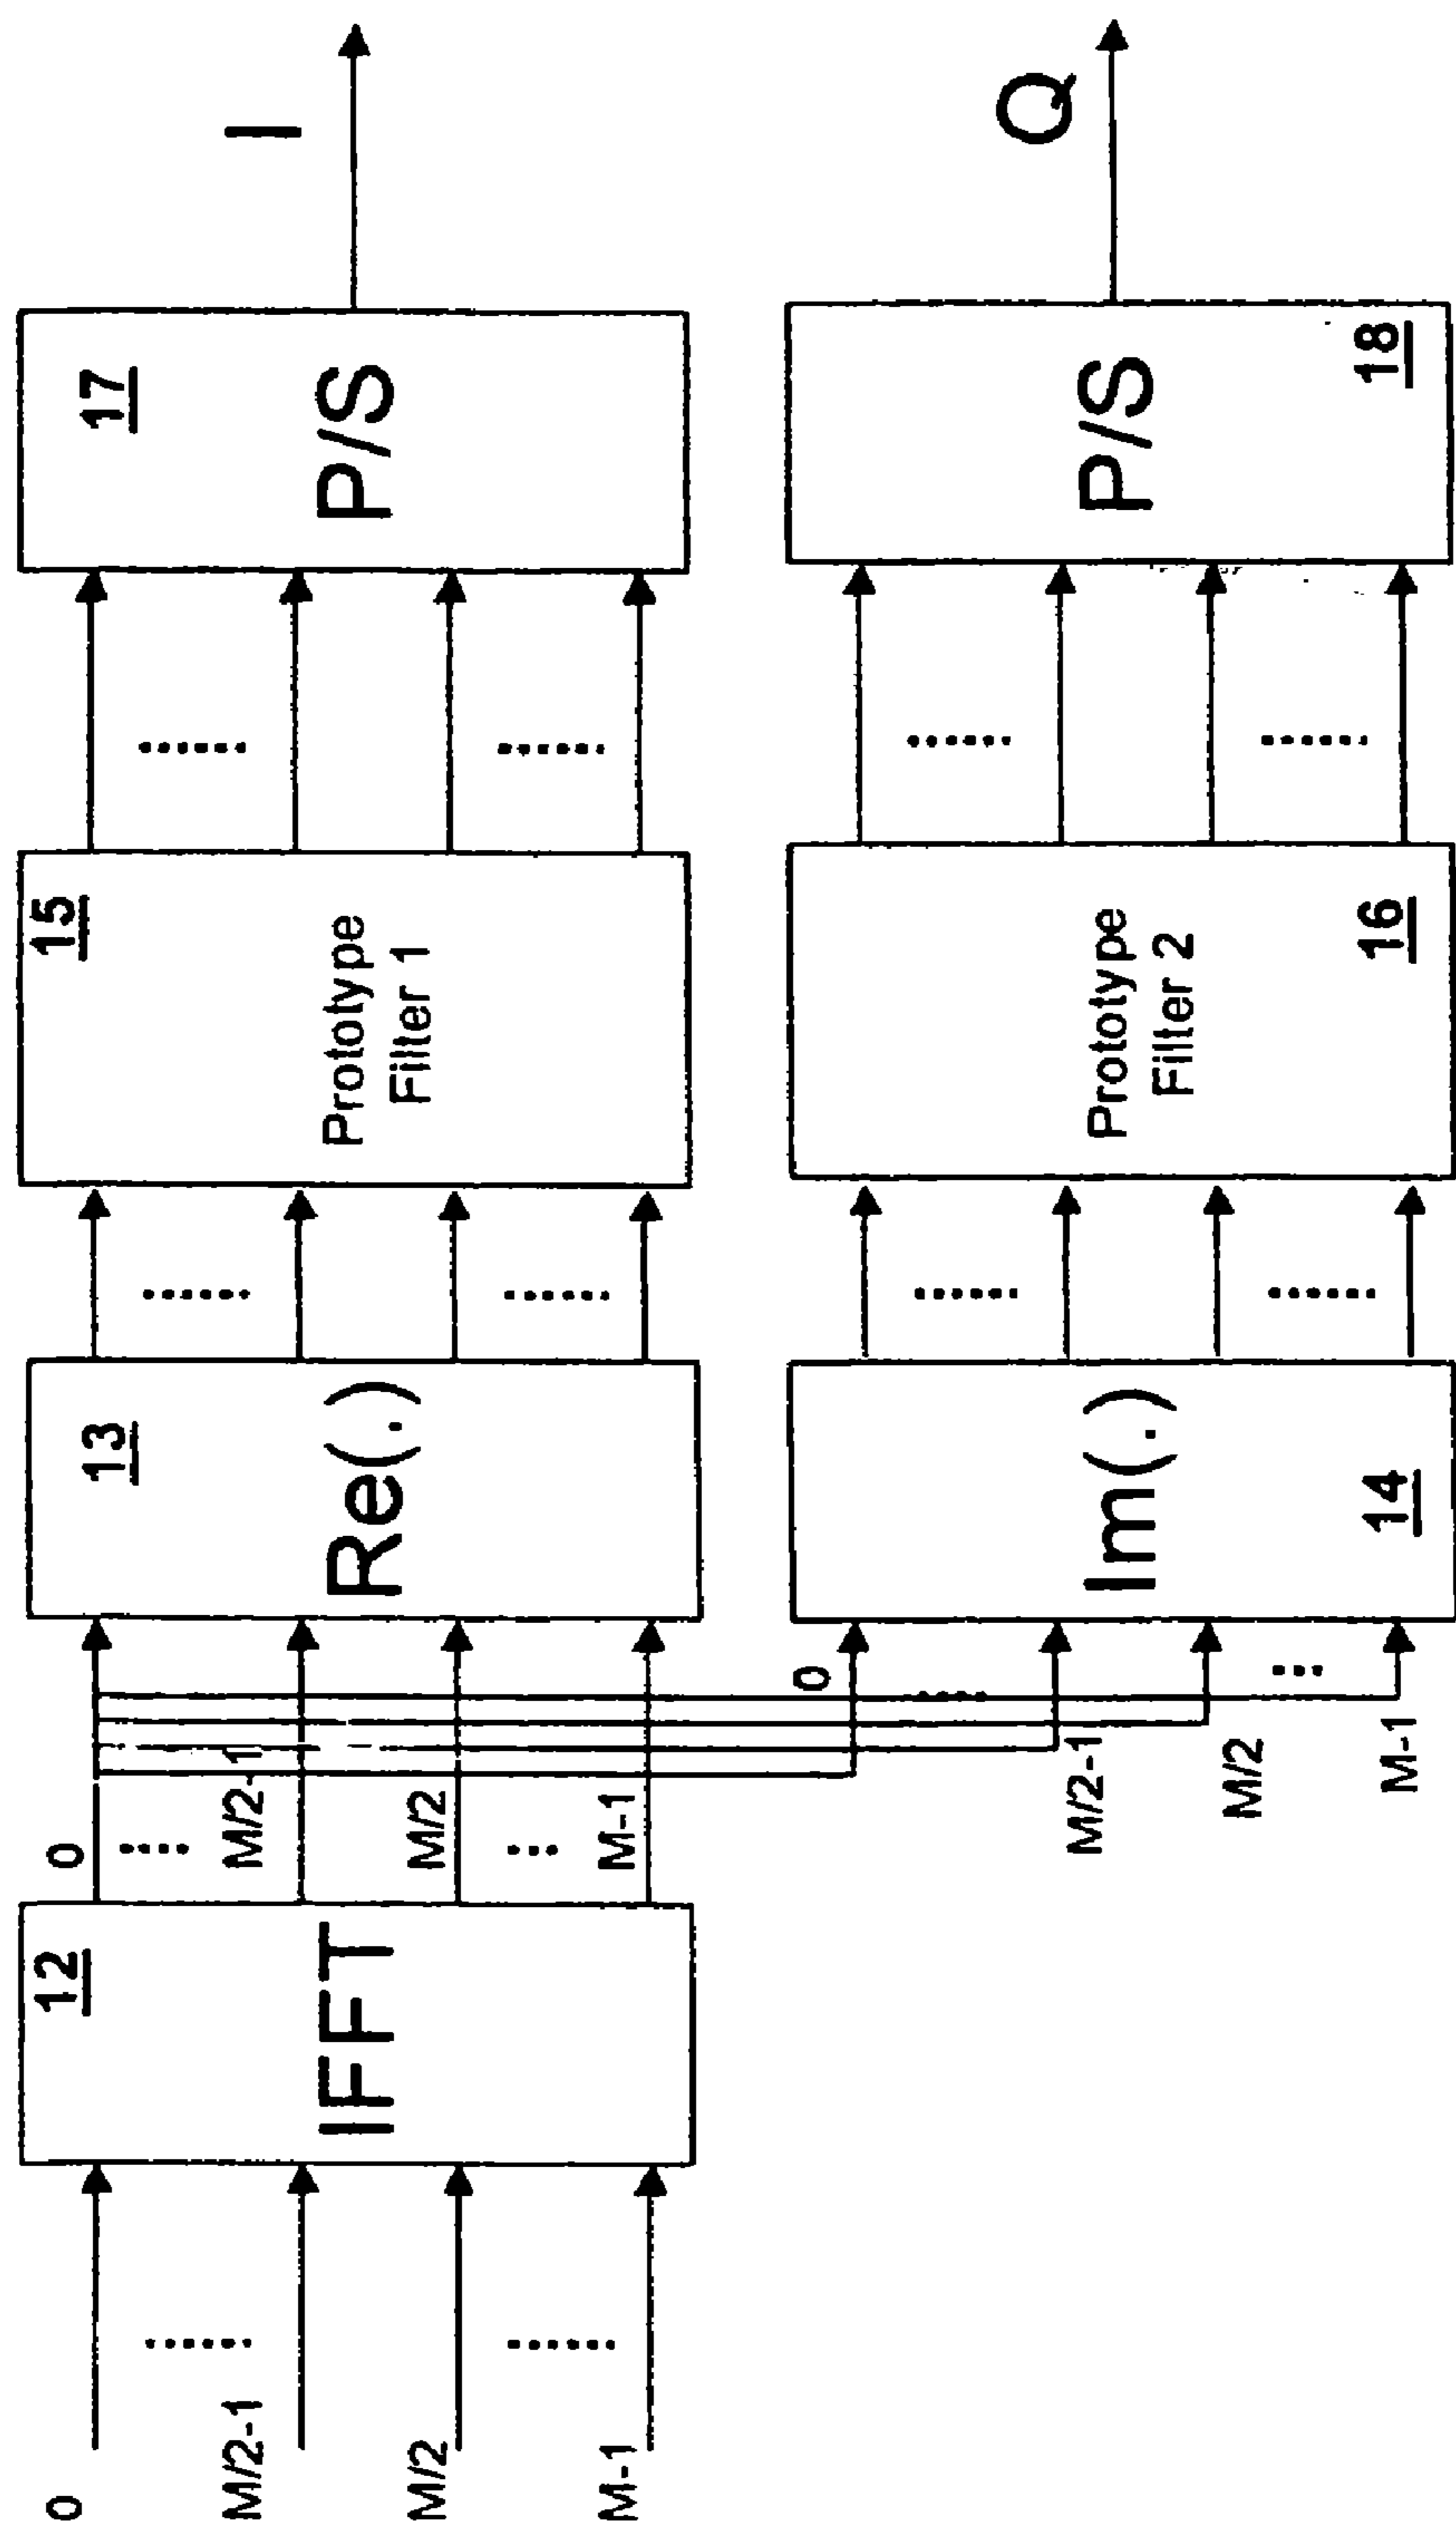 0
M/2-1
M/2
M-1
12
IFFT
0
M/2-1
M/2
M-1
13
Re(.)
15
Prototype
Filter 1
17
P/S
I
0
M/2-1
M/2
M-1
Im(.)
14
Prototype
Filter 2
16
P/S
18
Q